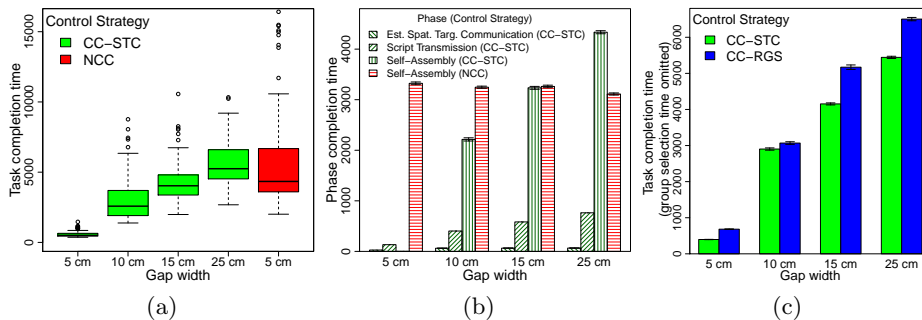 Control Strategy
CC−STC
NCC
Task completion time
0
5000
10000
15000
5 cm
10 cm
15 cm
25 cm
5 cm
Gap width
(a)
Phase (Control Strategy)
Est. Spat. Targ. Communication (CC−STC)
Script Transmission (CC−STC)
Self−Assembly (CC−STC)
Self−Assembly (NCC)
Phase completion time
0
1000
2000
3000
4000
5 cm
10 cm
15 cm
25 cm
Gap width
(b)
Control Strategy
CC−STC
CC−RGS
Task completion time
(group selection time omitted)
0
1000
2000
3000
4000
5000
6000
5 cm
10 cm
15 cm
25 cm
Gap width
(c)